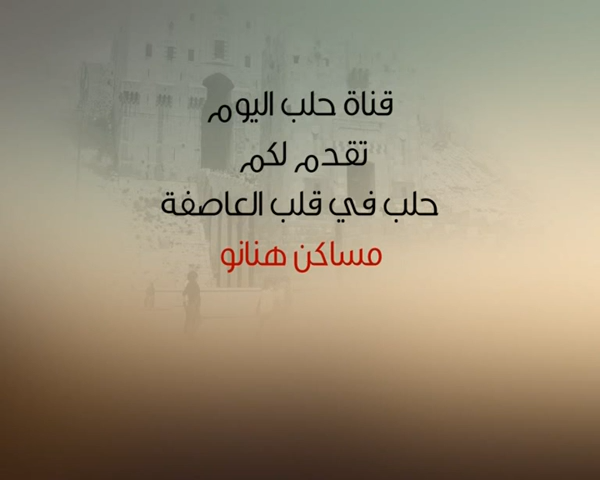 قناة حلب اليوم
تقدم لكم
حلب في قلب العاصفة
مساكن هنانو